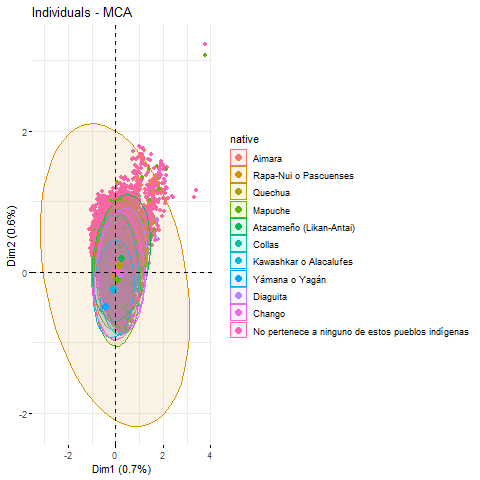 Individuals - MCA
2
0
-2
Dim2 (0.6%)
-2
0
2
4
Dim1 (0.7%)
native
Aimara
Rapa-Nui o Pascuenses
Quechua
Mapuche
Atacameño (Likan-Antai)
Collas
Kawashkar o Alacalufes
Yámana o Yagán
Diaguita
Chango
No pertenece a ninguno de estos pueblos indígenas